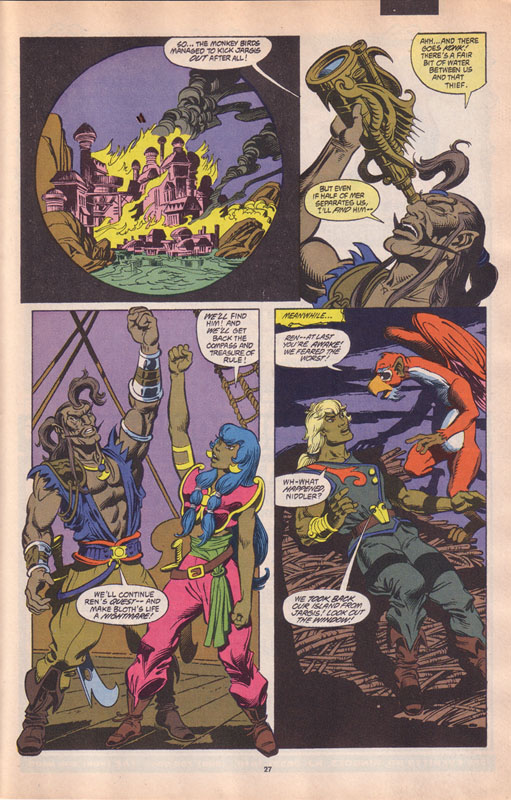 SO... THE MONKEY BIRDS
MANAGED TO KICK JARGIS
OUT AFTER ALL!
AHH...AND THERE
GOES KONK!
THERE'S A FAIR
BIT OF WATER
BETWEEN US
AND THAT
THIEF.
BUT EVEN
IF HALF OF MER
SEPARATES US,
I'LL FIND HIM--
WE'LL FIND
HIM! AND
WE'LL GET
BACK THE
COMPASS AND
TREASURE OF
RULE!
WE'LL CONTINUE
REN'S QUEST-- AND
MAKE BLOTH'S LIFE
A NIGHTMARE!
MEANWHILE...
REN--AT LAST
YOU'RE AWAKE!
WE FEARED THE
WORST!
WH-WHAT
HAPPENED,
NIDDLER?
WE TOOK BACK
OUR ISLAND FROM
JARGIS! LOOK OUT
THE WINDOW!
27